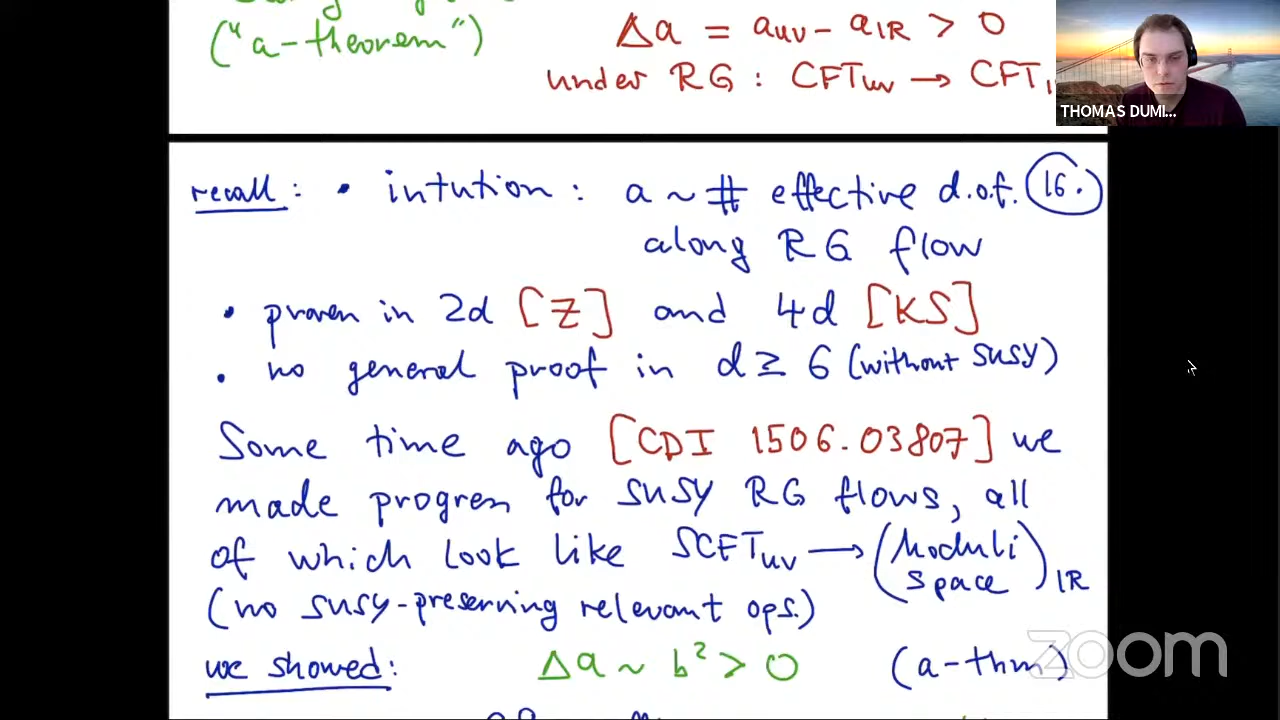 ("a-theorem")
Δa = a_UV - a_IR > 0
under RG : CFT_UV → CFT
THOMAS DUMI...
recall: • intution : a ~ # effective d.o.f. 16.
along RG flow
• proven in 2d [Z] and 4d [KS]
• no general proof in d ≥ 6 (without SUSY)
Some time ago [CDI 1506.03807] we
made progress for SUSY RG flows, all
of which look like SCFT_UV → (Moduli space)_IR
(no SUSY-preserving relevant ops.)
we showed: Δa ~ b² > 0 (a-thm)
zoom